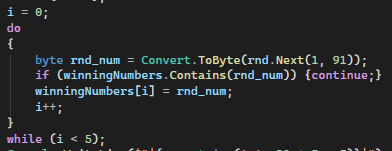 i = 0;
do
{
byte rnd_num = Convert.ToByte(rnd.Next(1, 91));
if (winningNumbers.Contains(rnd_num)) {continue;}
winningNumbers[i] = rnd_num;
i++;
}
while (i < 5);